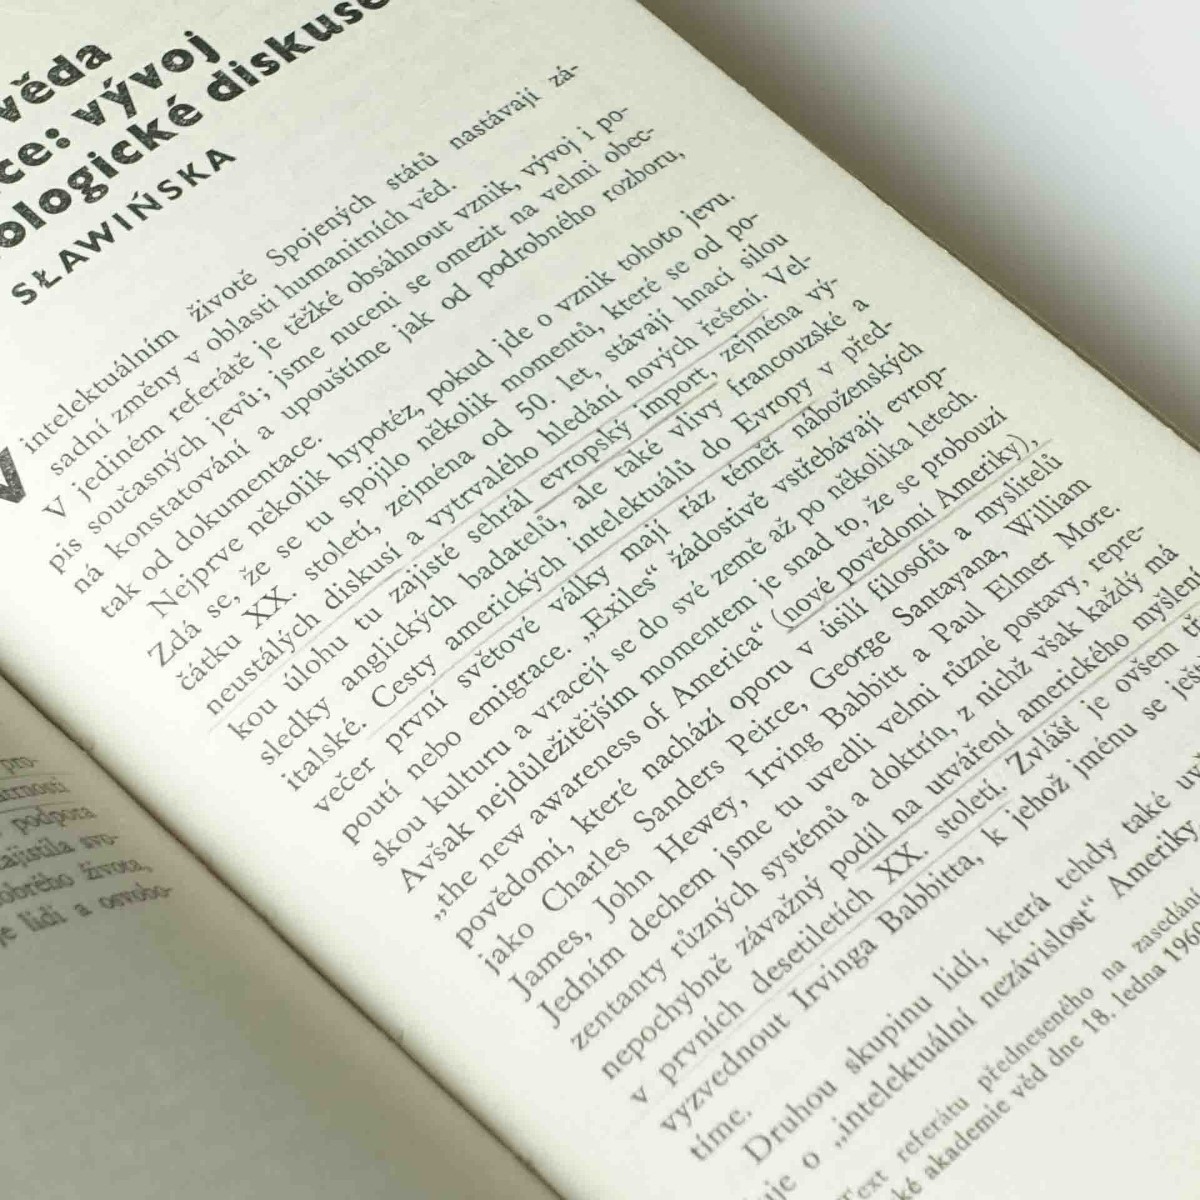 věda
ce: vývoj
ologické diskuse
SŁAWIŃSKA
V
intelektuálním životě Spojených států nastávají zá-
sadní změny v oblasti humanitních věd.
V jediném referátě je těžké obsáhnout vznik, vývoj i po-
pis současných jevů; jsme nuceni se omezit na velmi obec-
ná konstatování a upouštíme jak od podrobného rozboru,
tak od dokumentace.
Nejprve několik hypotéz, pokud jde o vznik tohoto jevu.
Zdá se, že se tu spojilo několik momentů, které se od po-
čátku XX. století, zejména od 50. let, stávají hnací silou
neustálých diskusí a vytrvalého hledání nových řešení. Vel-
kou úlohu tu zajisté sehrál evropský import, zejména vý-
sledky anglických badatelů, ale také vlivy francouzské a
italské. Cesty amerických intelektuálů do Evropy v před-
večer první světové války mají ráz téměř náboženských
poutí nebo emigrace. „Exiles“ žádostivě vstřebávají evrop-
skou kulturu a vracejí se do své země až po několika letech.
Avšak nejdůležitějším momentem je snad to, že se probouzí
„the new awareness of America“ (nové povědomí Ameriky),
povědomí, které nachází oporu v úsilí filosofů a myslitelů
jako Charles Sanders Peirce, George Santayana, William
James, John Hewey, Irving Babbitt a Paul Elmer More.
Jedním dechem jsme tu uvedli velmi různé postavy, repre-
zentanty různých systémů a doktrín, z nichž však každý má
nepochybně závažný podíl na utváření amerického myšlení
v prvních desetiletích XX. století. Zvlášť je ovšem tř
vyzvednout Irvinga Babbitta, k jehož jménu se ješt
tíme.
Druhou skupinu lidí, která tehdy také
uje o „intelektuální nezávislost“ Ameriky,
Text referátu předneseného na zasedání
ké akademie věd dne 18. ledna 1960
pro-
podpora
zajistila svo-
obrého života,
je lidí a osvobo-